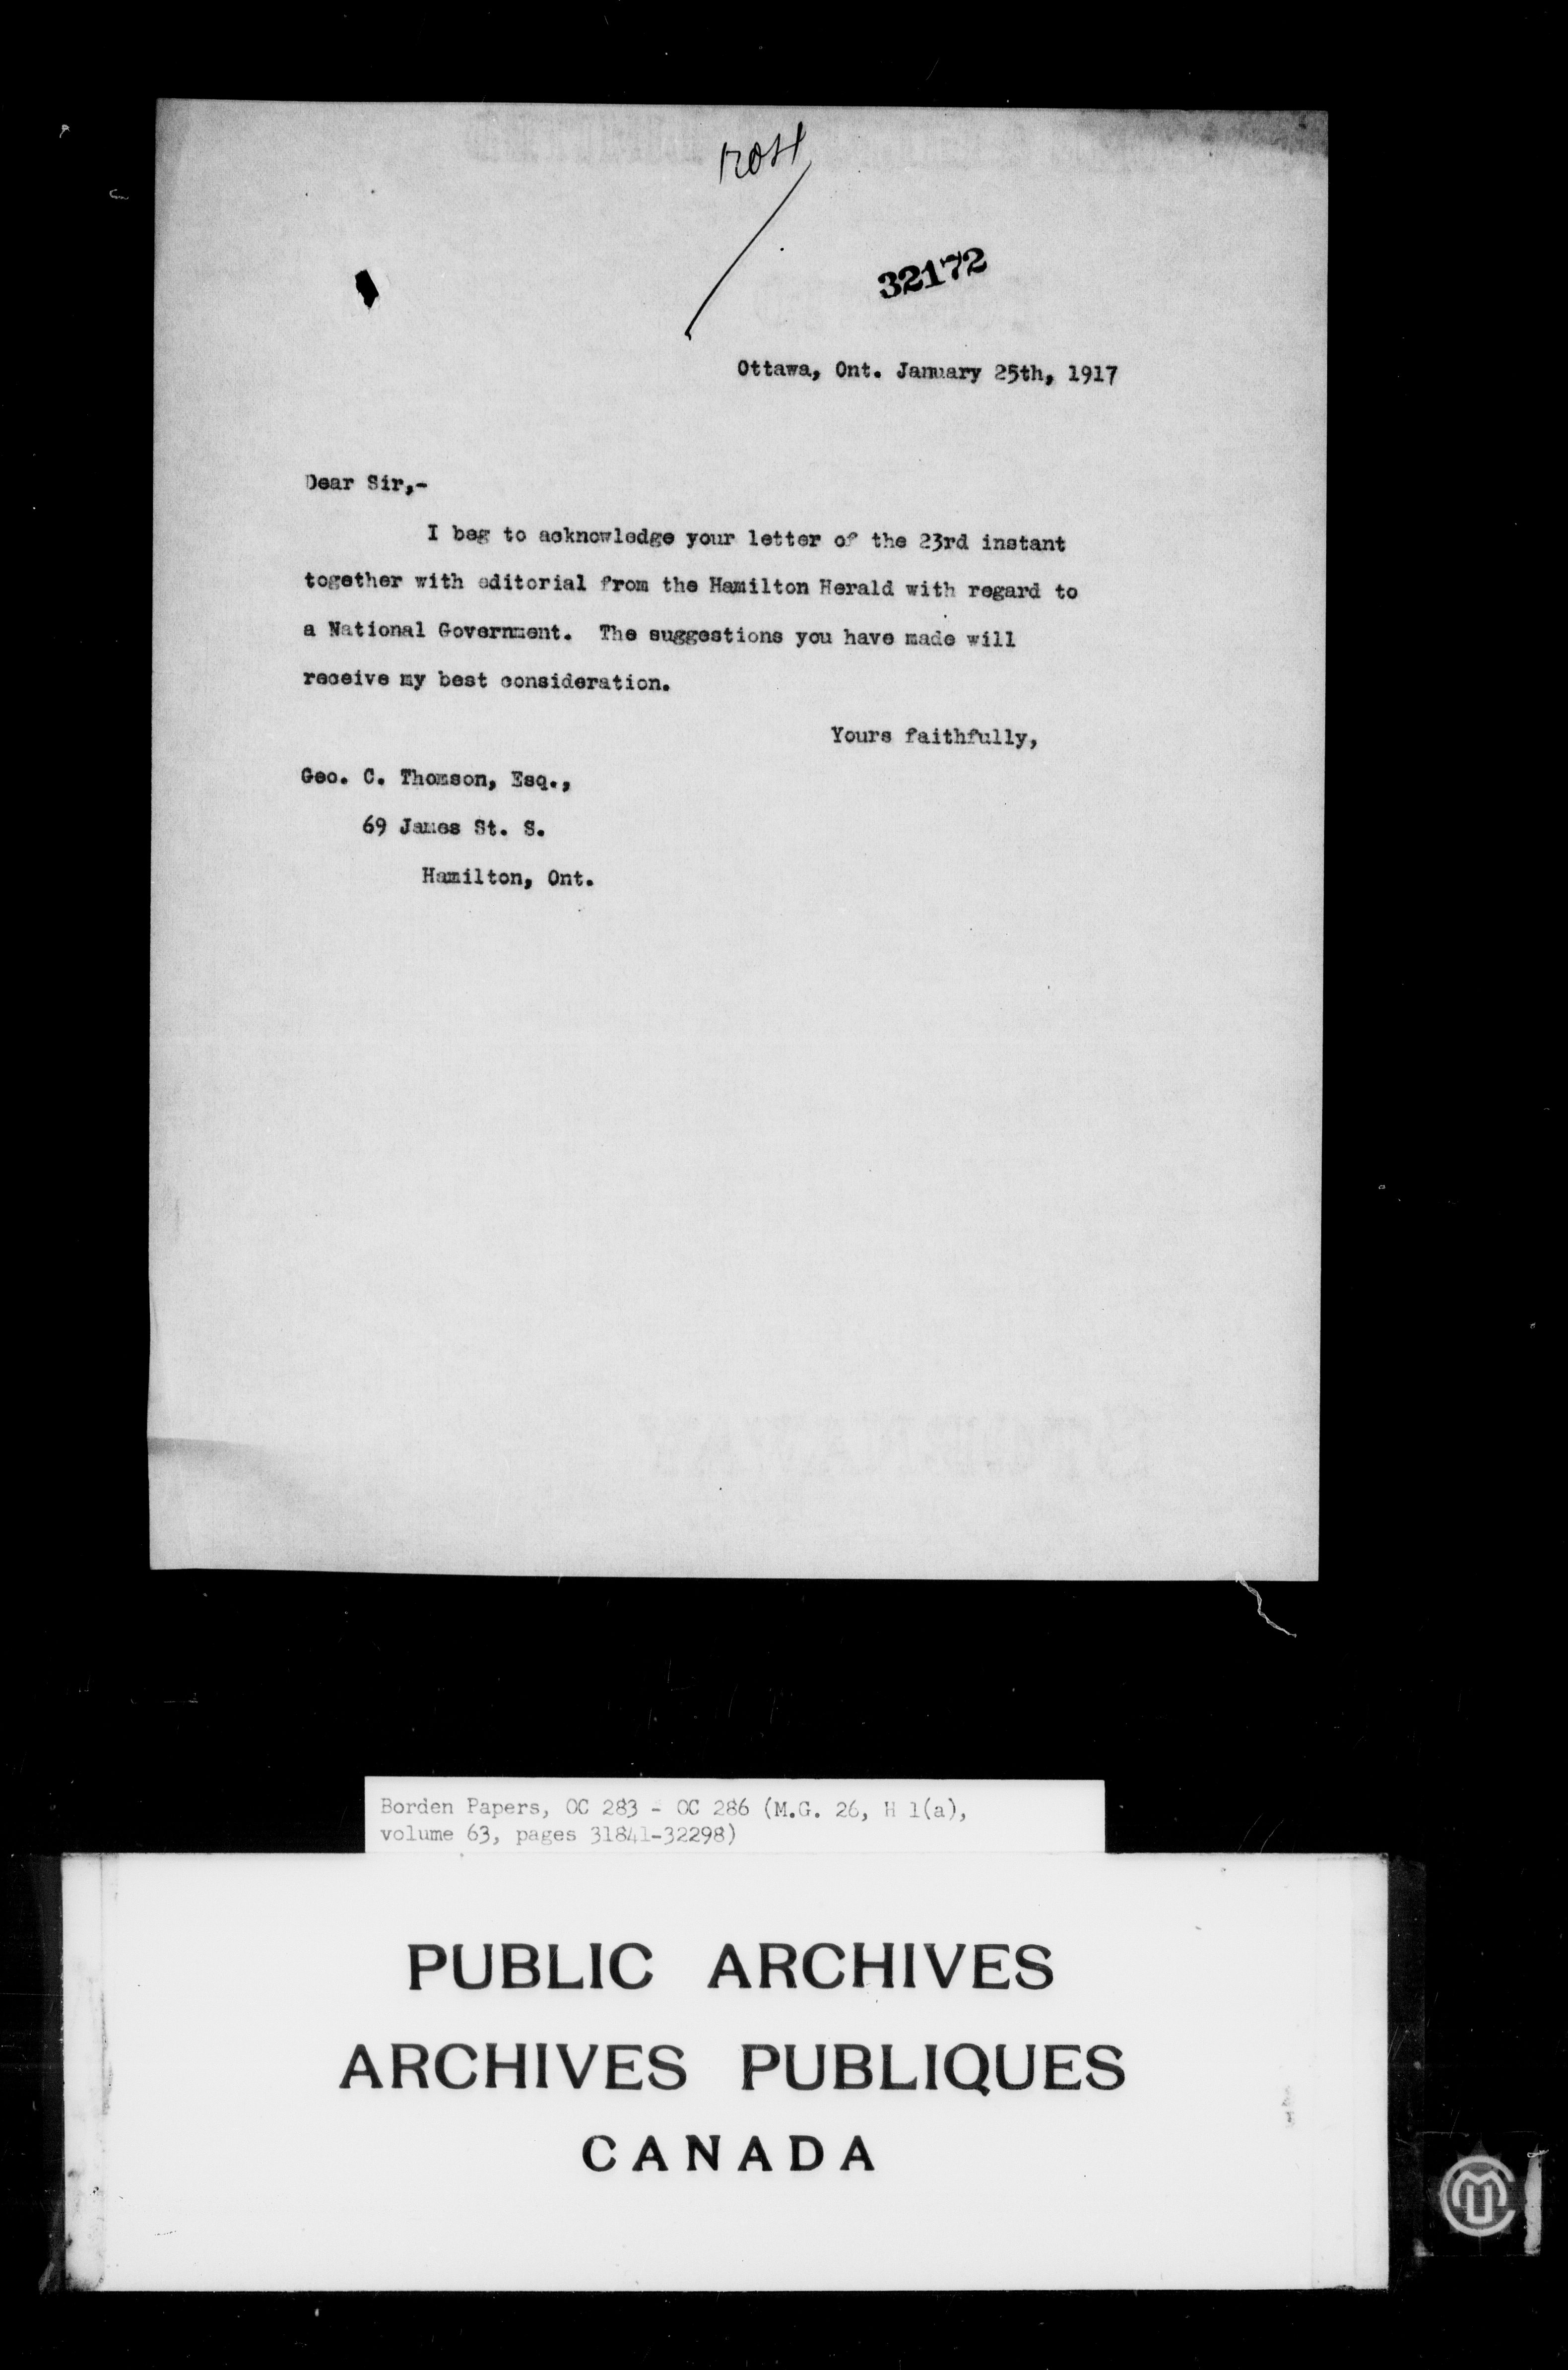 32172
Ottawa, Ont. January 25th, 1917
Dear Sir,-
I beg to acknowledge your letter of the 23rd instant
together with editorial from the Hamilton Herald with regard to
a National Government. The suggestions you have made will
receive my best consideration.
Yours faithfully,
Geo. C. Thomson, Esq.,
69 James St. S.
Hamilton, Ont.
Borden Papers, OC 283 - OC 286 (M.G. 26, H 1(a),
volume 63, pages 31841-32298)
PUBLIC ARCHIVES
ARCHIVES PUBLIQUES
CANADA